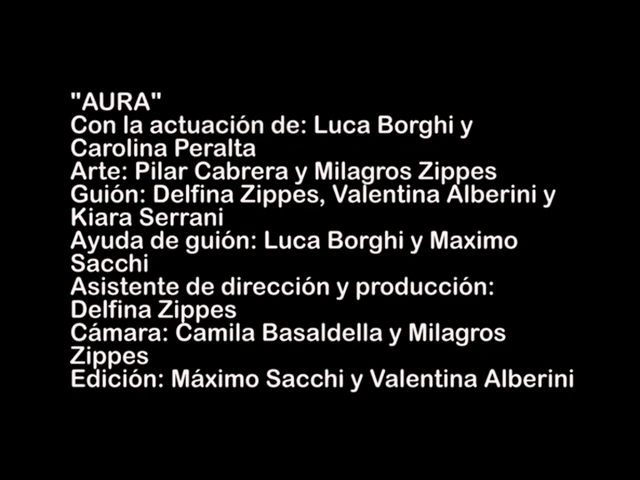 "AURA"
Con la actuación de: Luca Borghi y
Carolina Peralta
Arte: Pilar Cabrera y Milagros Zippes
Guión: Delfina Zippes, Valentina Alberini y
Kiara Serrani
Ayuda de guión: Luca Borghi y Maximo
Sacchi
Asistente de dirección y producción:
Delfina Zippes
Cámara: Camila Basaldella y Milagros
Zippes
Edición: Máximo Sacchi y Valentina Alberini